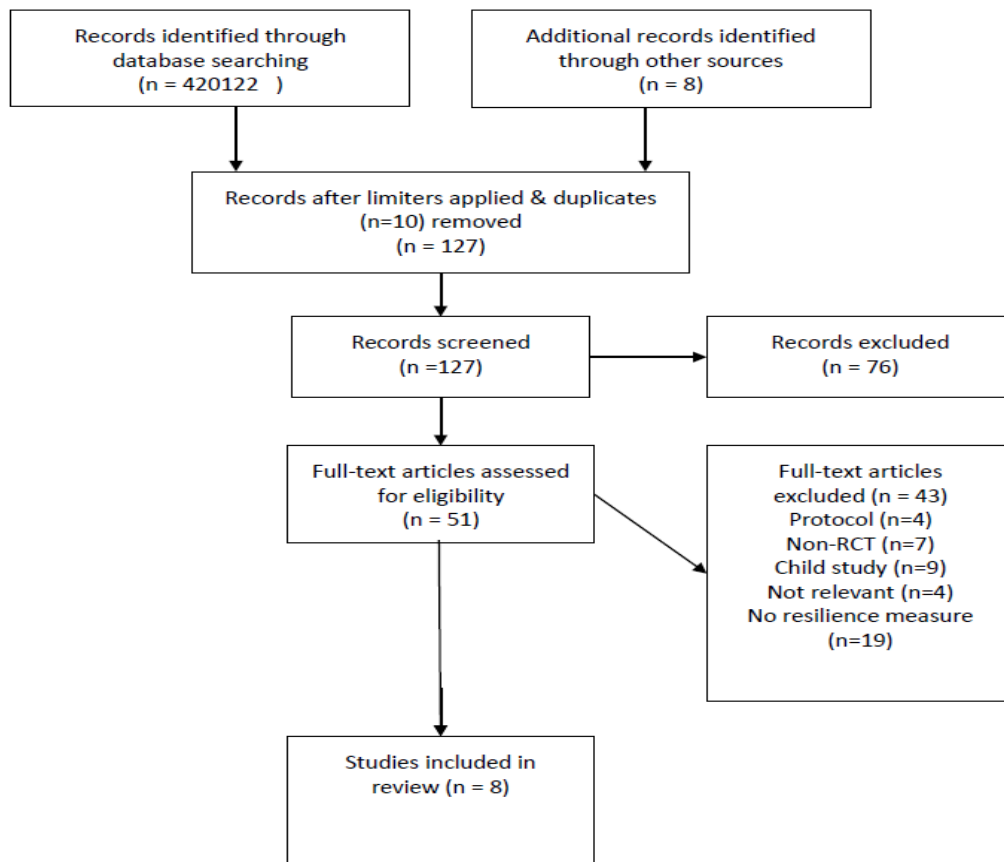 Records identified through
database searching
(n = 420122   )
Additional records identified
through other sources
(n = 8)
Records after limiters applied & duplicates
(n=10) removed
(n = 127)
Records screened
(n =127)
Records excluded
(n = 76)
Full-text articles assessed
for eligibility
(n = 51)
Full-text articles
excluded (n = 43)
Protocol (n=4)
Non-RCT (n=7)
Child study (n=9)
Not relevant (n=4)
No resilience measure
(n=19)
Studies included in
review (n = 8)